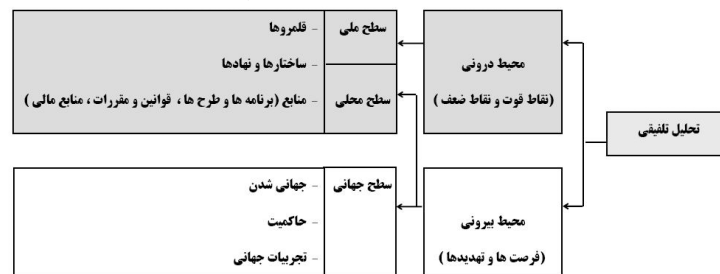 تحلیل تلفیقی
محیط درونی
(نقاط قوت و نقاط ضعف )
سطح ملی
سطح محلی
- قلمروها
- ساختارها و نهادها
- منابع (برنامه ها و طرح ها ، قوانین و مقررات ، منابع مالی )
محیط بیرونی
(فرصت ها و تهدیدها )
سطح جهانی
- جهانی شدن
- حاکمیت
- تجربیات جهانی